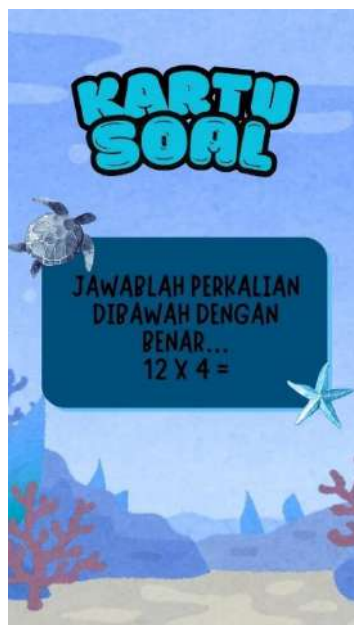 KARTU
SOAL
JAWABLAH PERKALIAN
DIBAWAH DENGAN
BENAR...
12 X 4 =